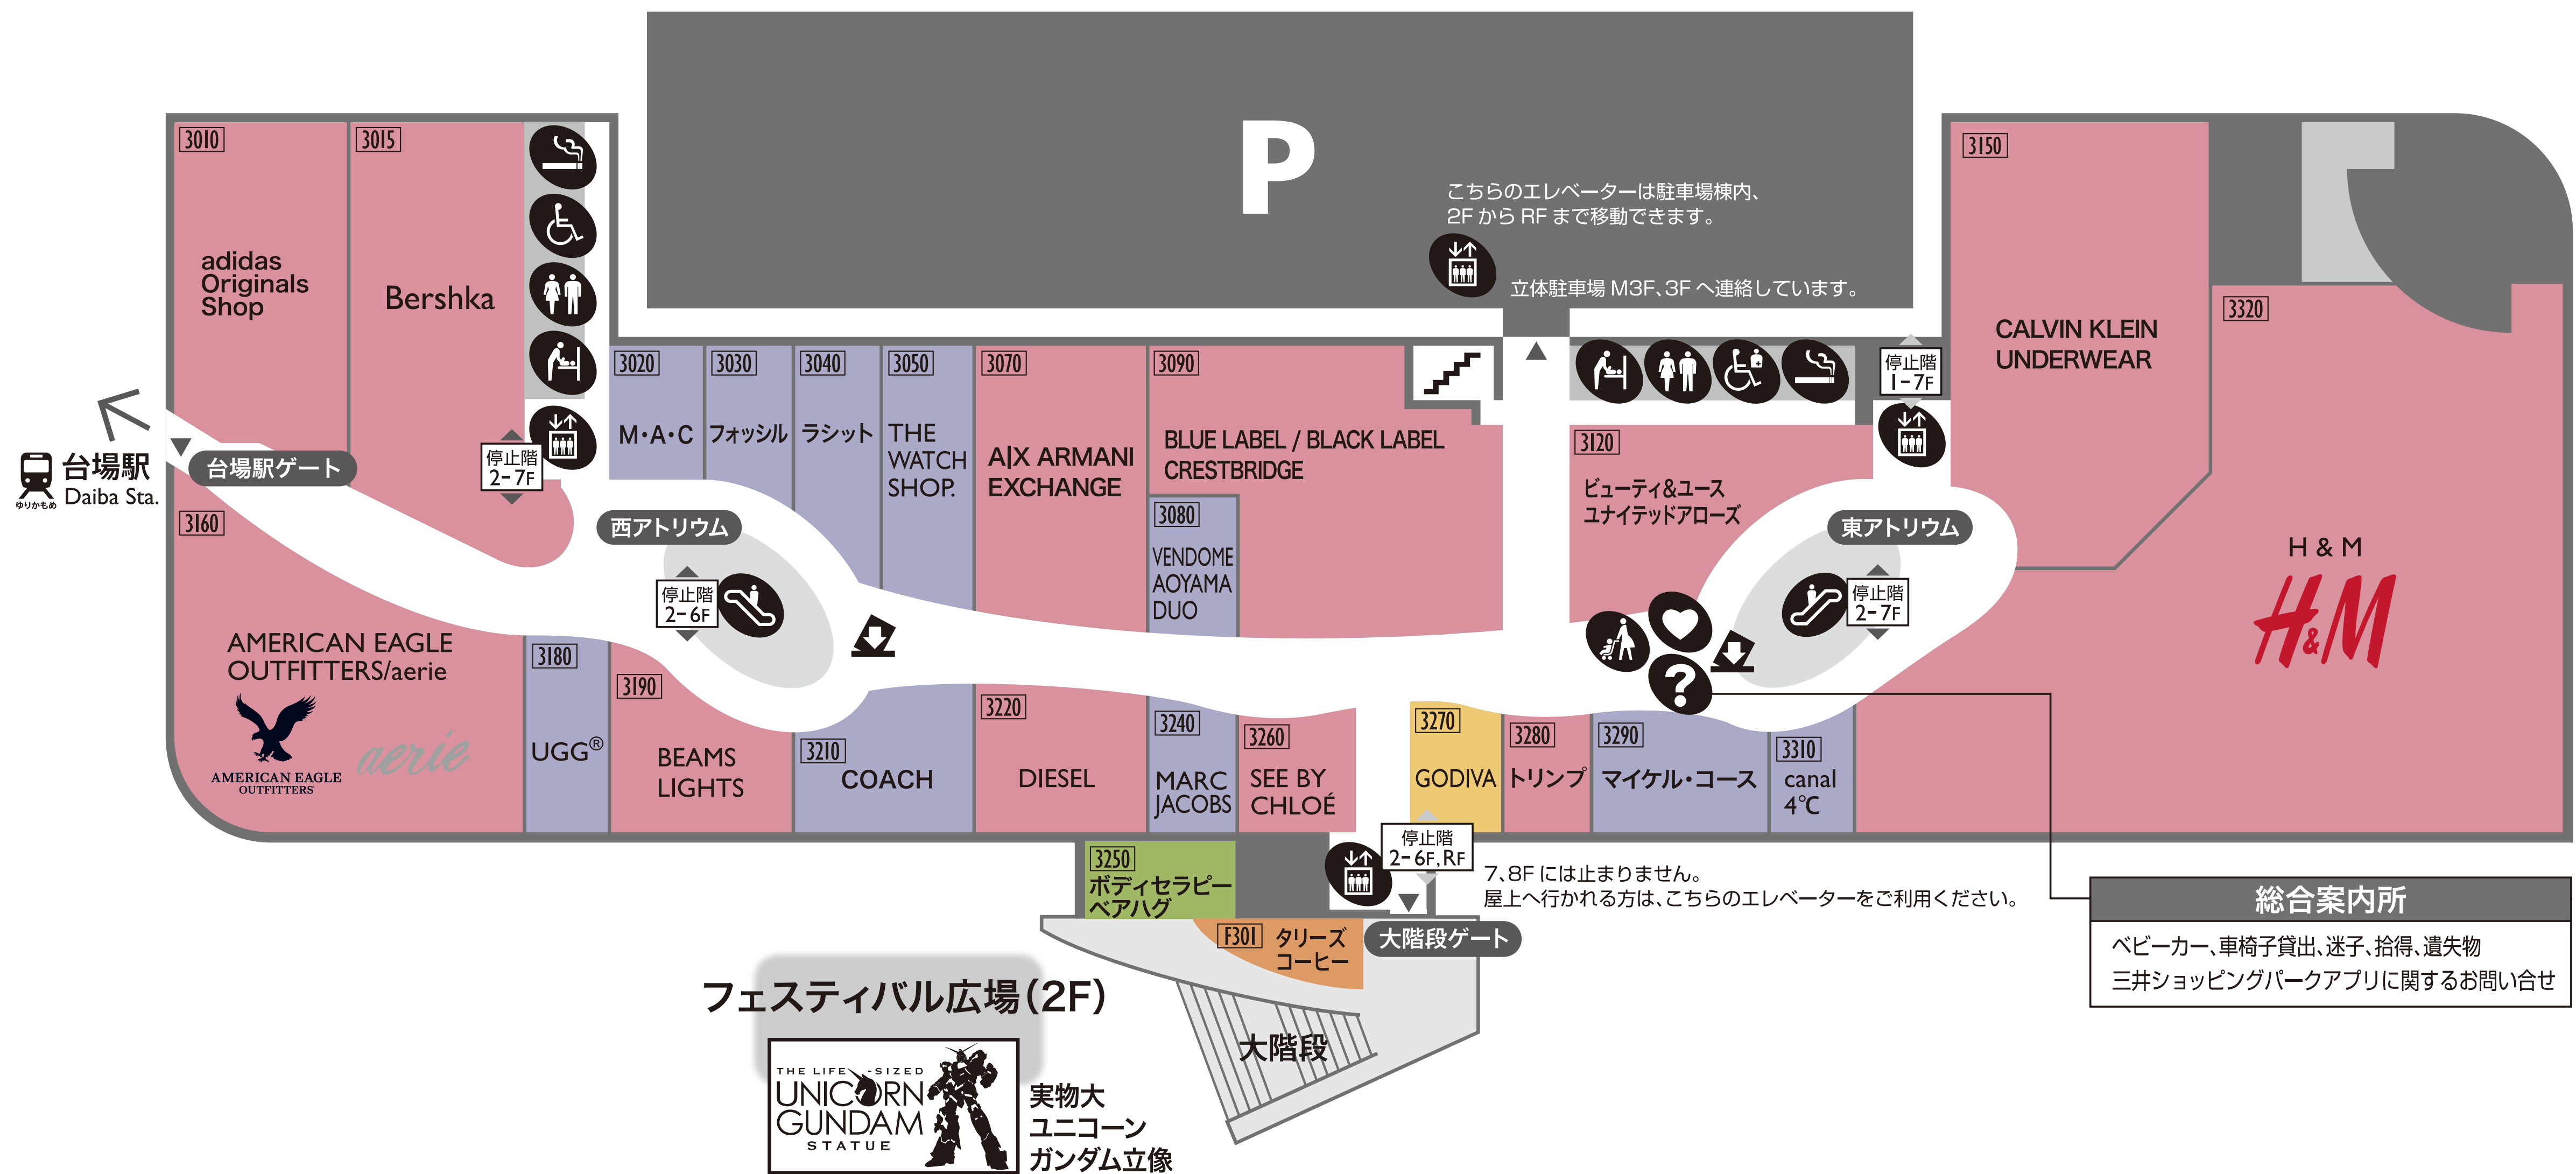 P
こちらのエレベーターは駐車場棟内、
2FからRFまで移動できます。
立体駐車場M3F、3Fへ連絡しています。
3010
adidas
Originals
Shop
3015
Bershka
台場駅
Daiba Sta.
ゆりかもめ
台場駅ゲート
停止階
2-7F
3020
M・A・C
3030
フォッシル
3040
ラシット
3050
THE
WATCH
SHOP.
3070
A|X ARMANI
EXCHANGE
3090
BLUE LABEL / BLACK LABEL
CRESTBRIDGE
3080
VENDOME
AOYAMA
DUO
3120
ビューティ&ユース
ユナイテッドアローズ
停止階
1-7F
3150
CALVIN KLEIN
UNDERWEAR
3320
H & M
H&M
西アトリウム
停止階
2-6F
東アトリウム
停止階
2-7F
3160
AMERICAN EAGLE
OUTFITTERS/aerie
AMERICAN EAGLE
OUTFITTERS
aerie
3180
UGG®
3190
BEAMS
LIGHTS
3210
COACH
3220
DIESEL
3240
MARC
JACOBS
3260
SEE BY
CHLOÉ
3270
GODIVA
3280
トリンプ
3290
マイケル・コース
3310
canal
4℃
?
停止階
2-6F,RF
7、8Fには止まりません。
屋上へ行かれる方は、こちらのエレベーターをご利用ください。
3250
ボディセラピー
ベアハグ
F301
タリーズ
コーヒー
大階段ゲート
大階段
総合案内所
ベビーカー、車椅子貸出、迷子、拾得、遺失物
三井ショッピングパークアプリに関するお問い合せ
フェスティバル広場(2F)
THE LIFE-SIZED
UNICORN
GUNDAM
STATUE
実物大
ユニコーン
ガンダム立像